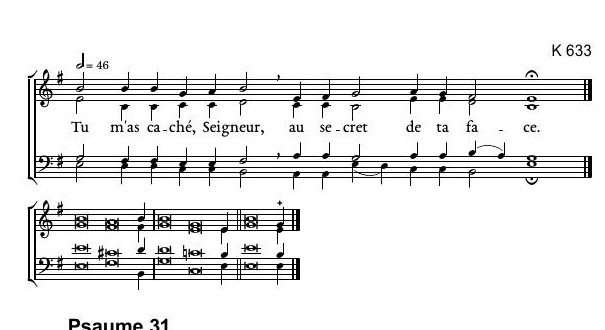 K 633
= 46
Tu m'as ca-ché, Seigneur, au se-cret de ta fa-ce.
Psaume 31